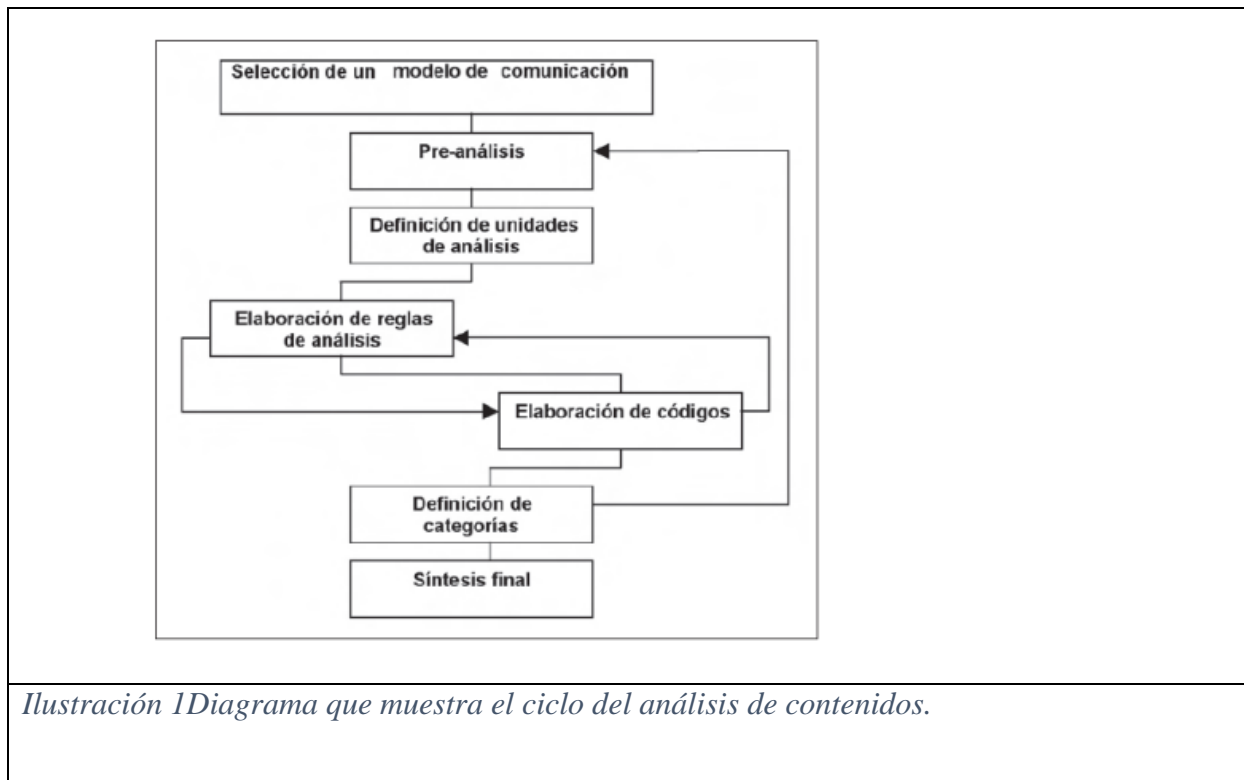 Selección de un modelo de comunicación
Pre-análisis
Definición de unidades
de análisis
Elaboración de reglas
de análisis
Elaboración de códigos
Definición de
categorías
Síntesis final
Ilustración 1Diagrama que muestra el ciclo del análisis de contenidos.